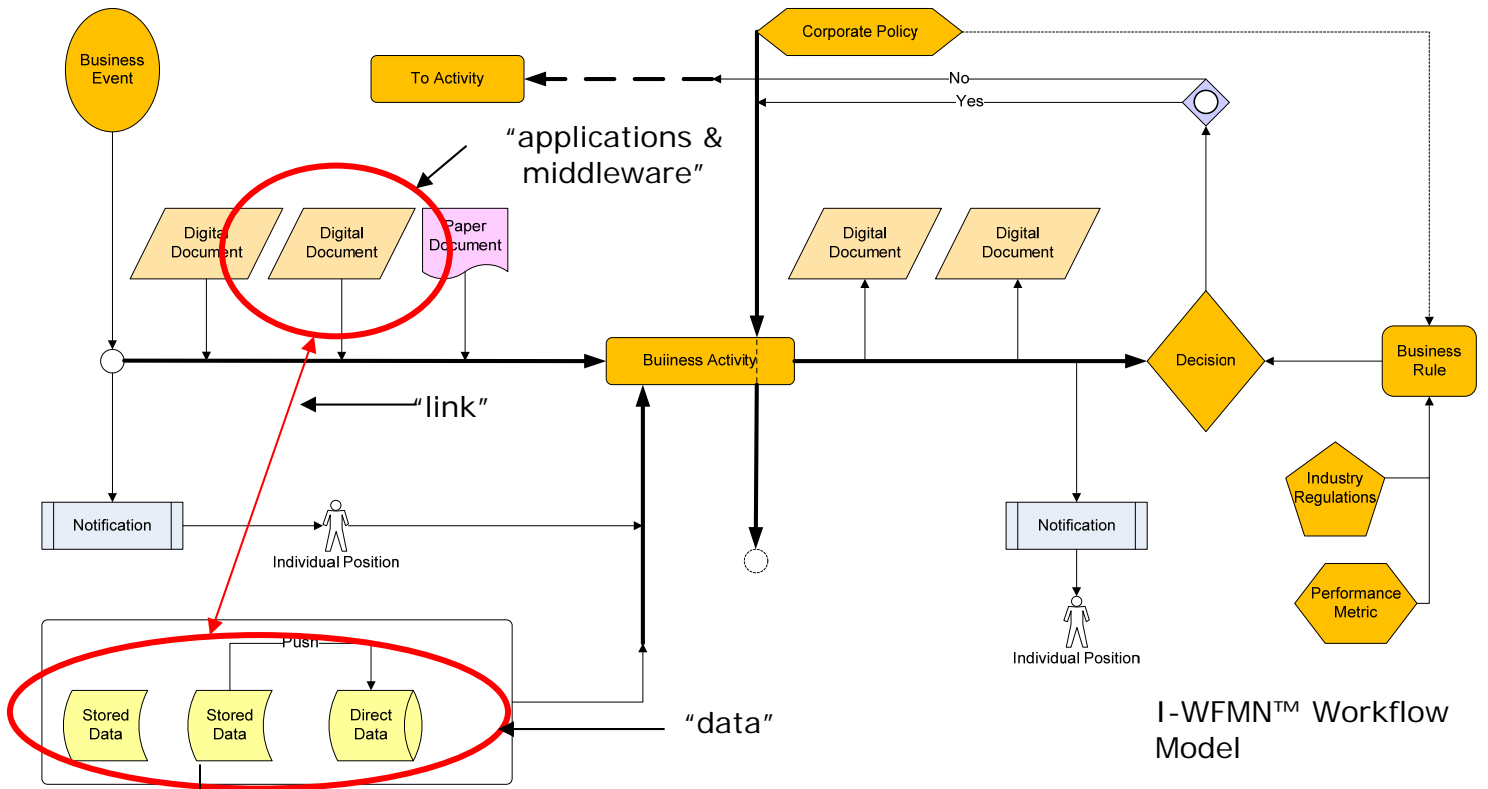 Business
Event
To Activity
Corporate Policy
No
Yes
“applications &
middleware”
Digital
Document
Digital
Document
Paper
Document
Digital
Document
Digital
Document
Buiiness Activity
Decision
Business
Rule
“link”
Notification
Individual Position
Notification
Individual Position
Industry
Regulations
Performance
Metric
Push
Stored
Data
Stored
Data
Direct
Data
“data”
I-WFMN™ Workflow
Model